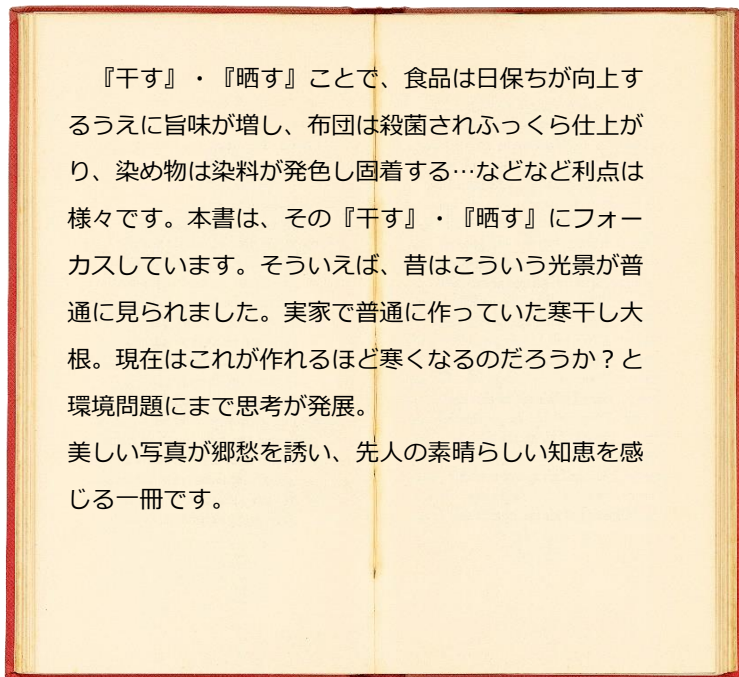 『干す』・『晒す』ことで、食品は日保ちが向上す
るうえに旨味が増し、布団は殺菌されふっくら仕上が
り、染め物は染料が発色し固着する…などなど利点は
様々です。本書は、その『干す』・『晒す』にフォー
カスしています。そういえば、昔はこういう光景が普
通に見られました。実家で普通に作っていた寒干し大
根。現在はこれが作れるほど寒くなるのだろうか？と
環境問題にまで思考が発展。
美しい写真が郷愁を誘い、先人の素晴らしい知恵を感
じる一冊です。